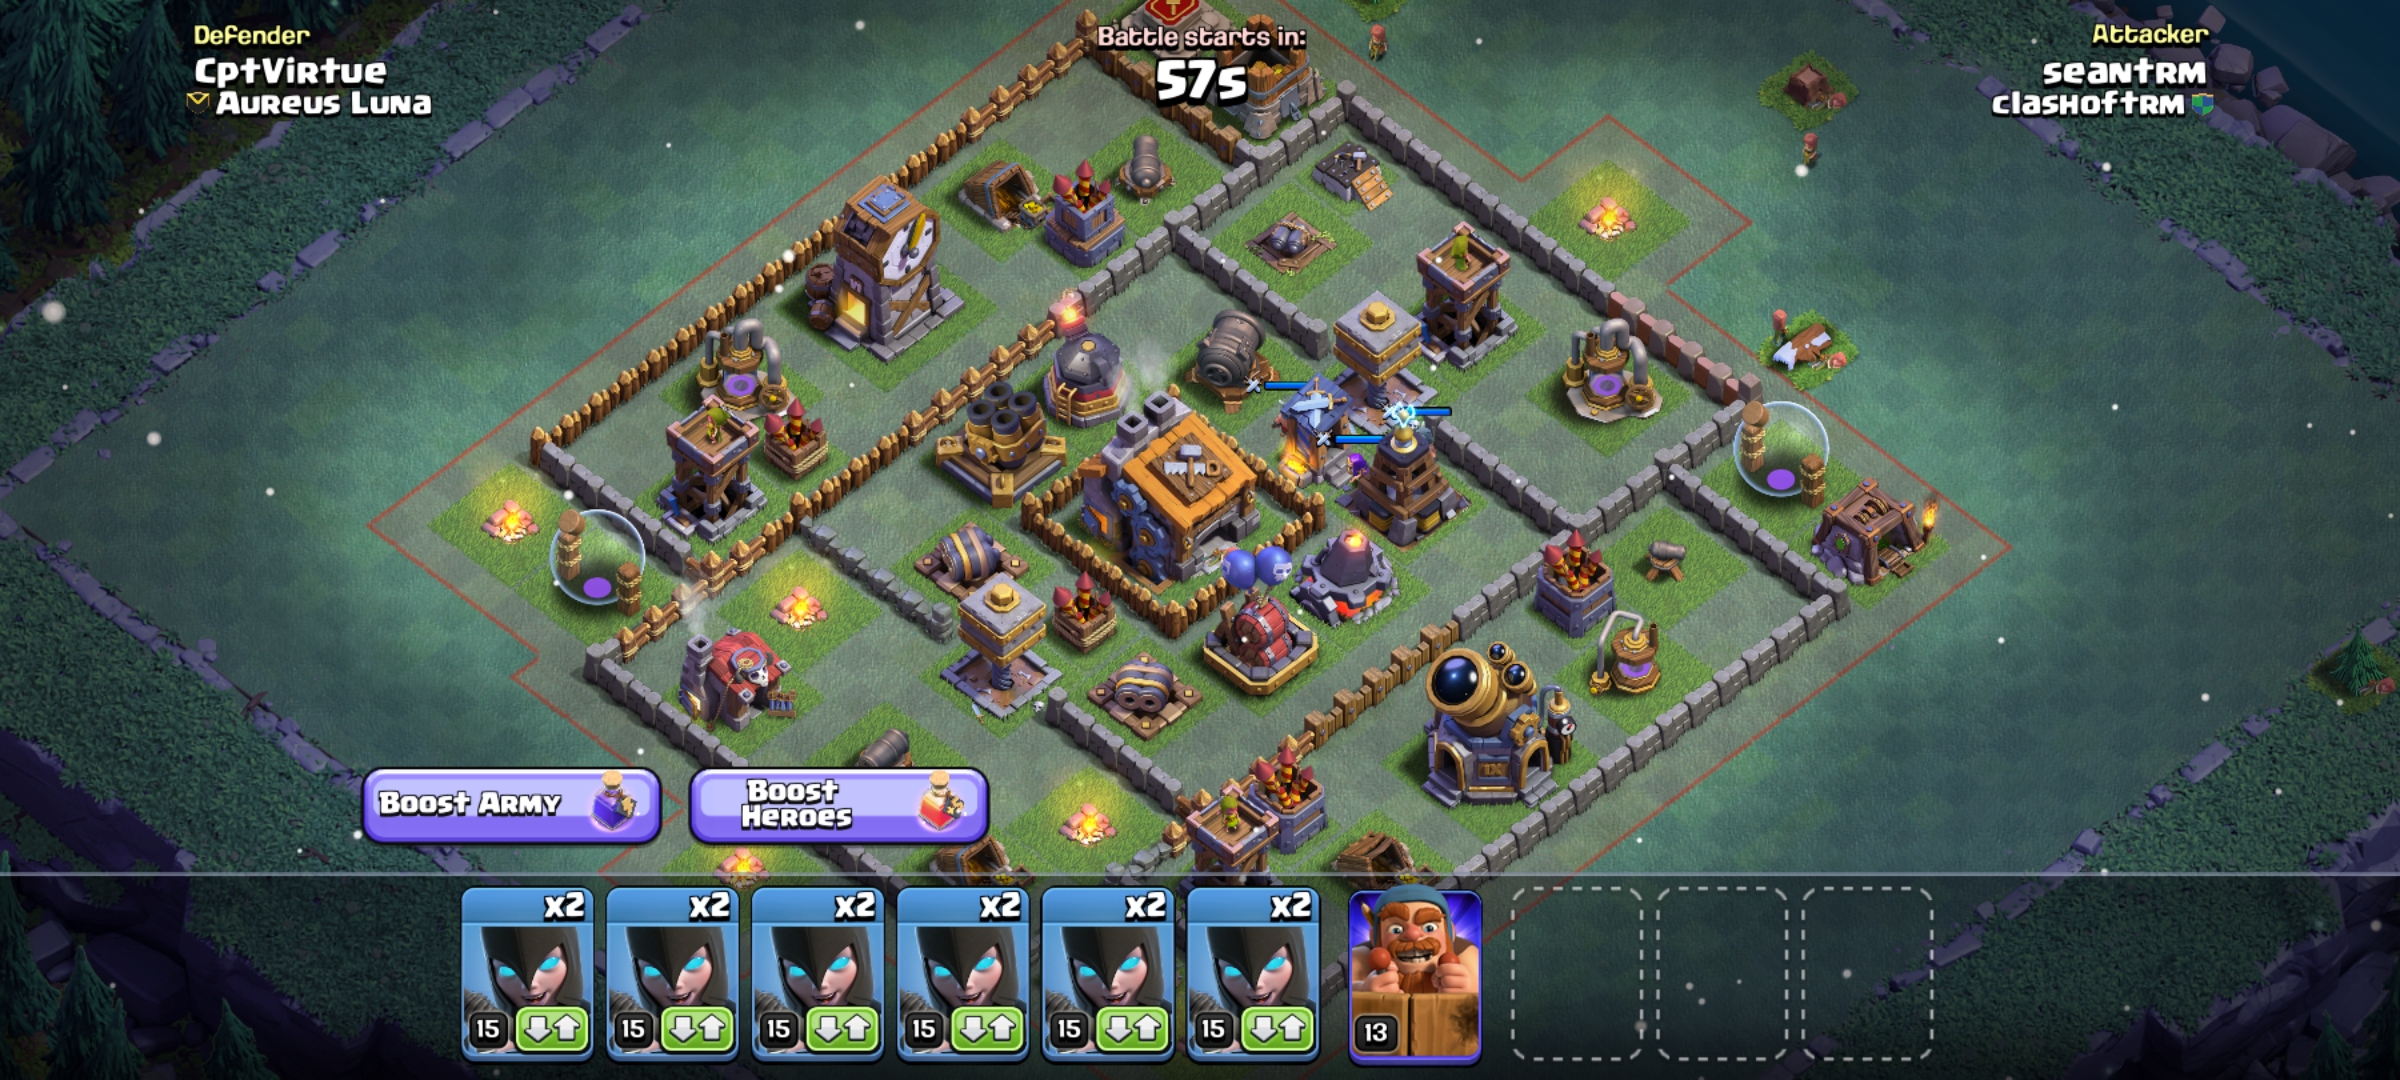 Defender
CptVirtue
Aureus Luna
Battle starts in:
57s
Attacker
seantRM
clashoftRM
Boost Army
Boost
Heroes
x2
x2
x2
x2
x2
x2
15
15
15
15
15
15
13